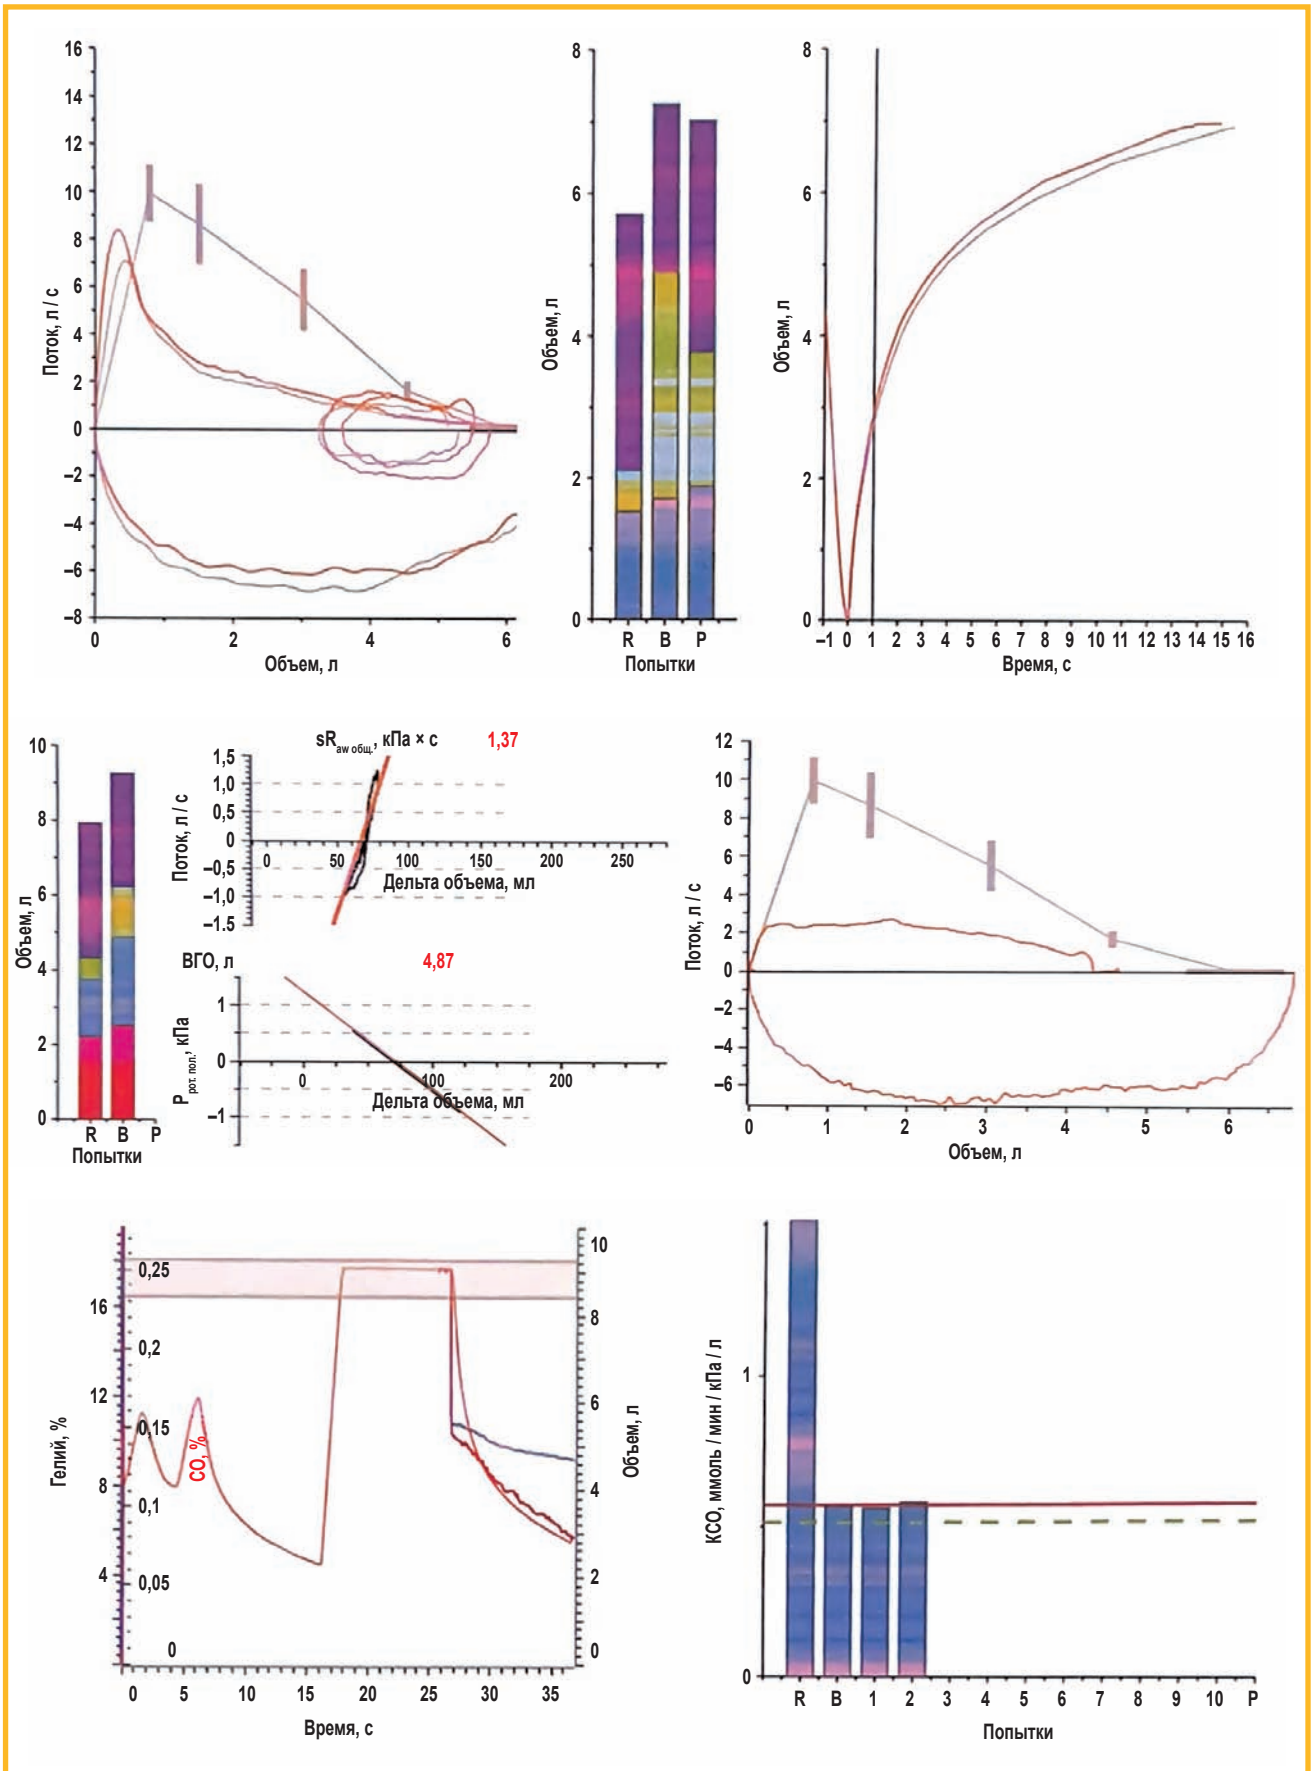 16
14
12
10
8
6
4
2
0
–2
–4
–6
–8
Поток, л / с
0 2 4 6
Объем, л
8
6
4
2
0
Объем, л
R B P
Попытки
8
6
4
2
0
Объем, л
–1 0 1 2 3 4 5 6 7 8 9 10 11 12 13 14 15 16
Время, с
10
8
6
4
2
0
Объем, л
R B P
Попытки
sRaw общ., кПа × с 1,37
1,5
1,0
0,5
0
–0,5
–1,0
–1.5
Поток, л / с
0 50 100 150 200 250
Дельта объема, мл
ВГО, л 4,87
1
0
–1
Pрот. пол., кПа
0 100 200
Дельта объема, мл
12
10
8
6
4
2
0
–2
–4
–6
Поток, л / с
0 1 2 3 4 5 6
Объем, л
16
12
8
4
Гелий, %
0,25
0,2
0,15
0,1
0,05
0
CO, %
10
8
6
4
2
0
Объем, л
0 5 10 15 20 25 30 35
Время, с
1
0
КСО, ммоль / мин / кПа / л
R B 1 2 3 4 5 6 7 8 9 10 P
Попытки